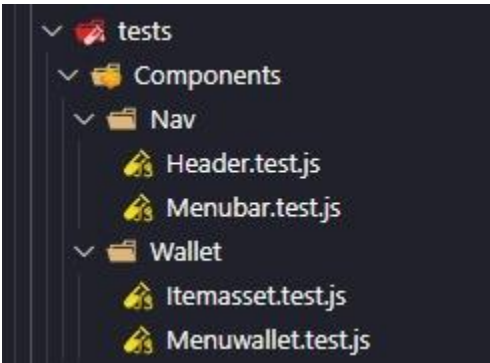 tests
Components
Nav
Header.test.js
Menubar.test.js
Wallet
Itemasset.test.js
Menuwallet.test.js